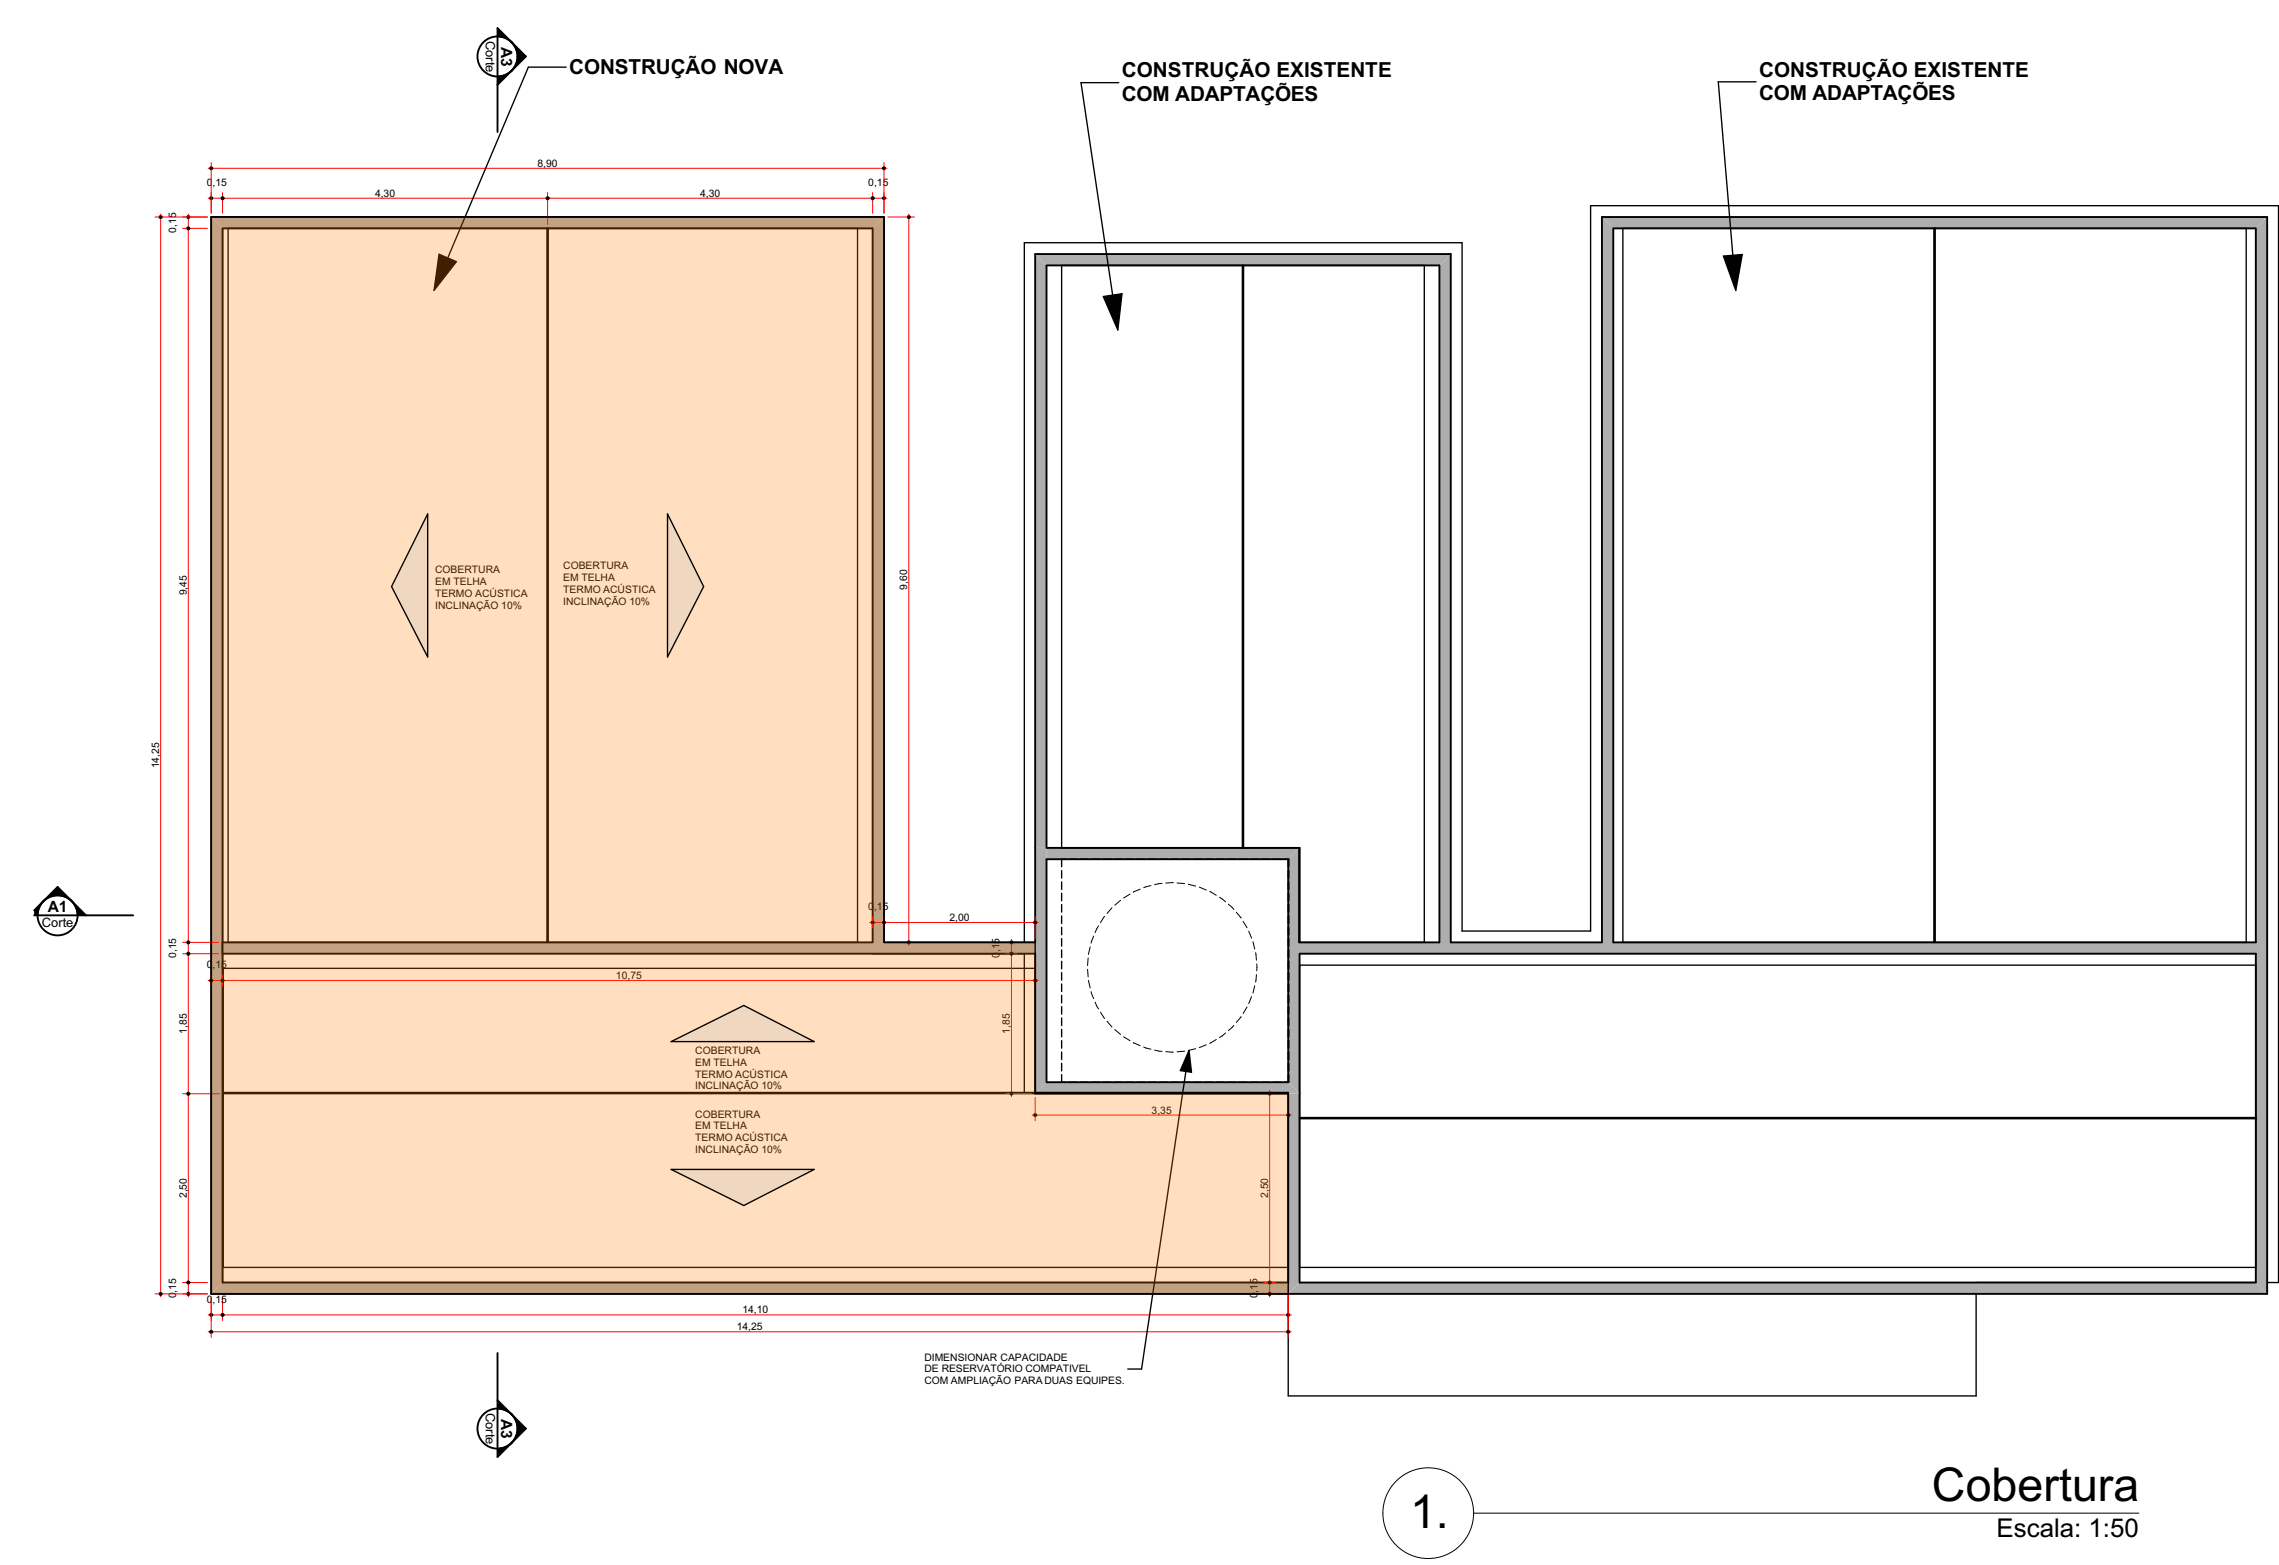 A3
Corte
CONSTRUÇÃO NOVA
CONSTRUÇÃO EXISTENTE
COM ADAPTAÇÕES
CONSTRUÇÃO EXISTENTE
COM ADAPTAÇÕES
8,90
0,15
4,30
4,30
0,15
0,15
9,45
14,25
9,60
COBERTURA
EM TELHA
TERMO ACÚSTICA
INCLINAÇÃO 10%
COBERTURA
EM TELHA
TERMO ACÚSTICA
INCLINAÇÃO 10%
A1
Corte
0,15
2,00
0,15
0,15
0,15
10,75
1,85
1,85
COBERTURA
EM TELHA
TERMO ACÚSTICA
INCLINAÇÃO 10%
COBERTURA
EM TELHA
TERMO ACÚSTICA
INCLINAÇÃO 10%
3,35
2,50
2,50
0,15
0,15
0,15
14,10
14,25
DIMENSIONAR CAPACIDADE
DE RESERVATÓRIO COMPATIVEL
COM AMPLIAÇÃO PARA DUAS EQUIPES.
A3
Corte
1.
Cobertura
Escala: 1:50